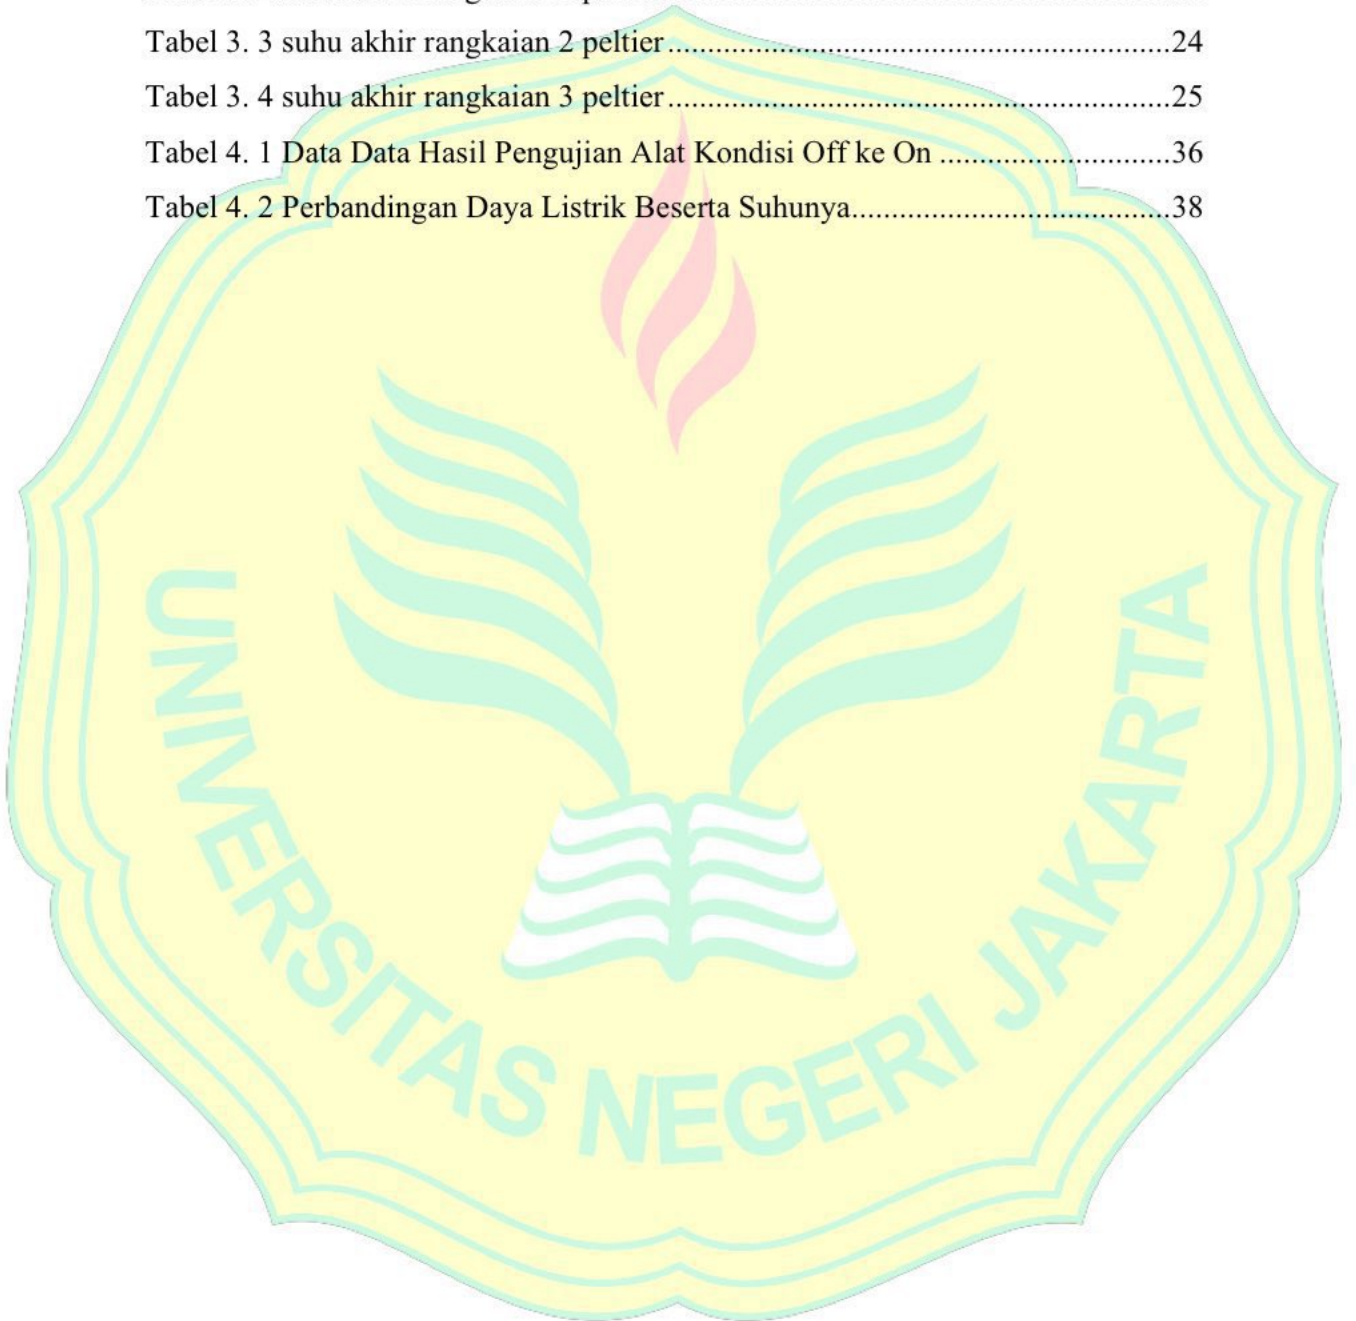 Tabel 3. 3 suhu akhir rangkaian 2 peltier................................................................24
Tabel 3. 4 suhu akhir rangkaian 3 peltier................................................................25
Tabel 4. 1 Data Data Hasil Pengujian Alat Kondisi Off ke On ..............................36
Tabel 4. 2 Perbandingan Daya Listrik Beserta Suhunya.........................................38
UNIVERSITAS NEGERI JAKARTA